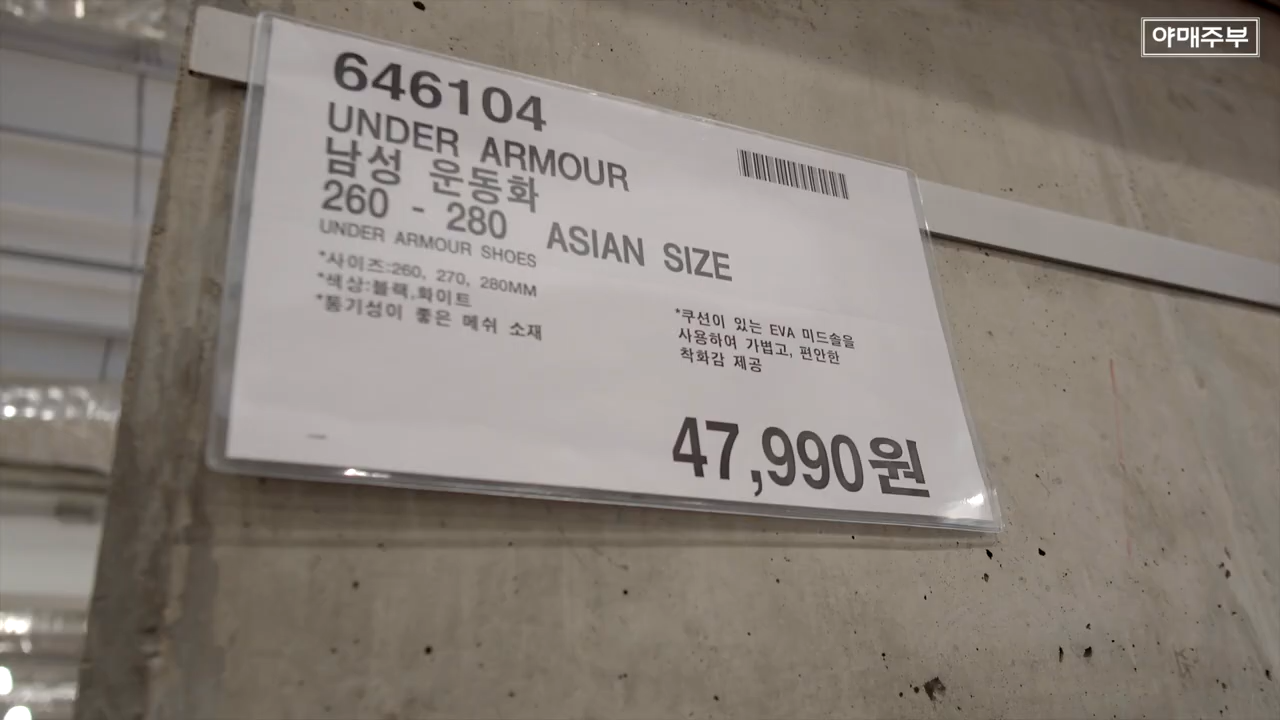 야매주부
646104
UNDER ARMOUR
남성 운동화
260 - 280 ASIAN SIZE
UNDER ARMOUR SHOES
*사이즈:260, 270, 280MM
*색상:블랙,화이트
*통기성이 좋은 메쉬 소재
*쿠션이 있는 EVA 미드솔을
사용하여 가볍고, 편안한
착화감 제공
47,990원